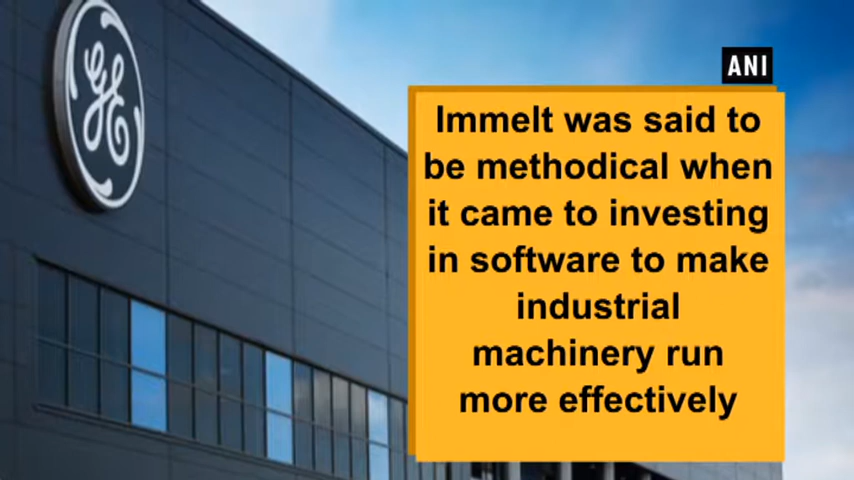 GE
ANI
Immelt was said to
be methodical when
it came to investing
in software to make
industrial
machinery run
more effectively